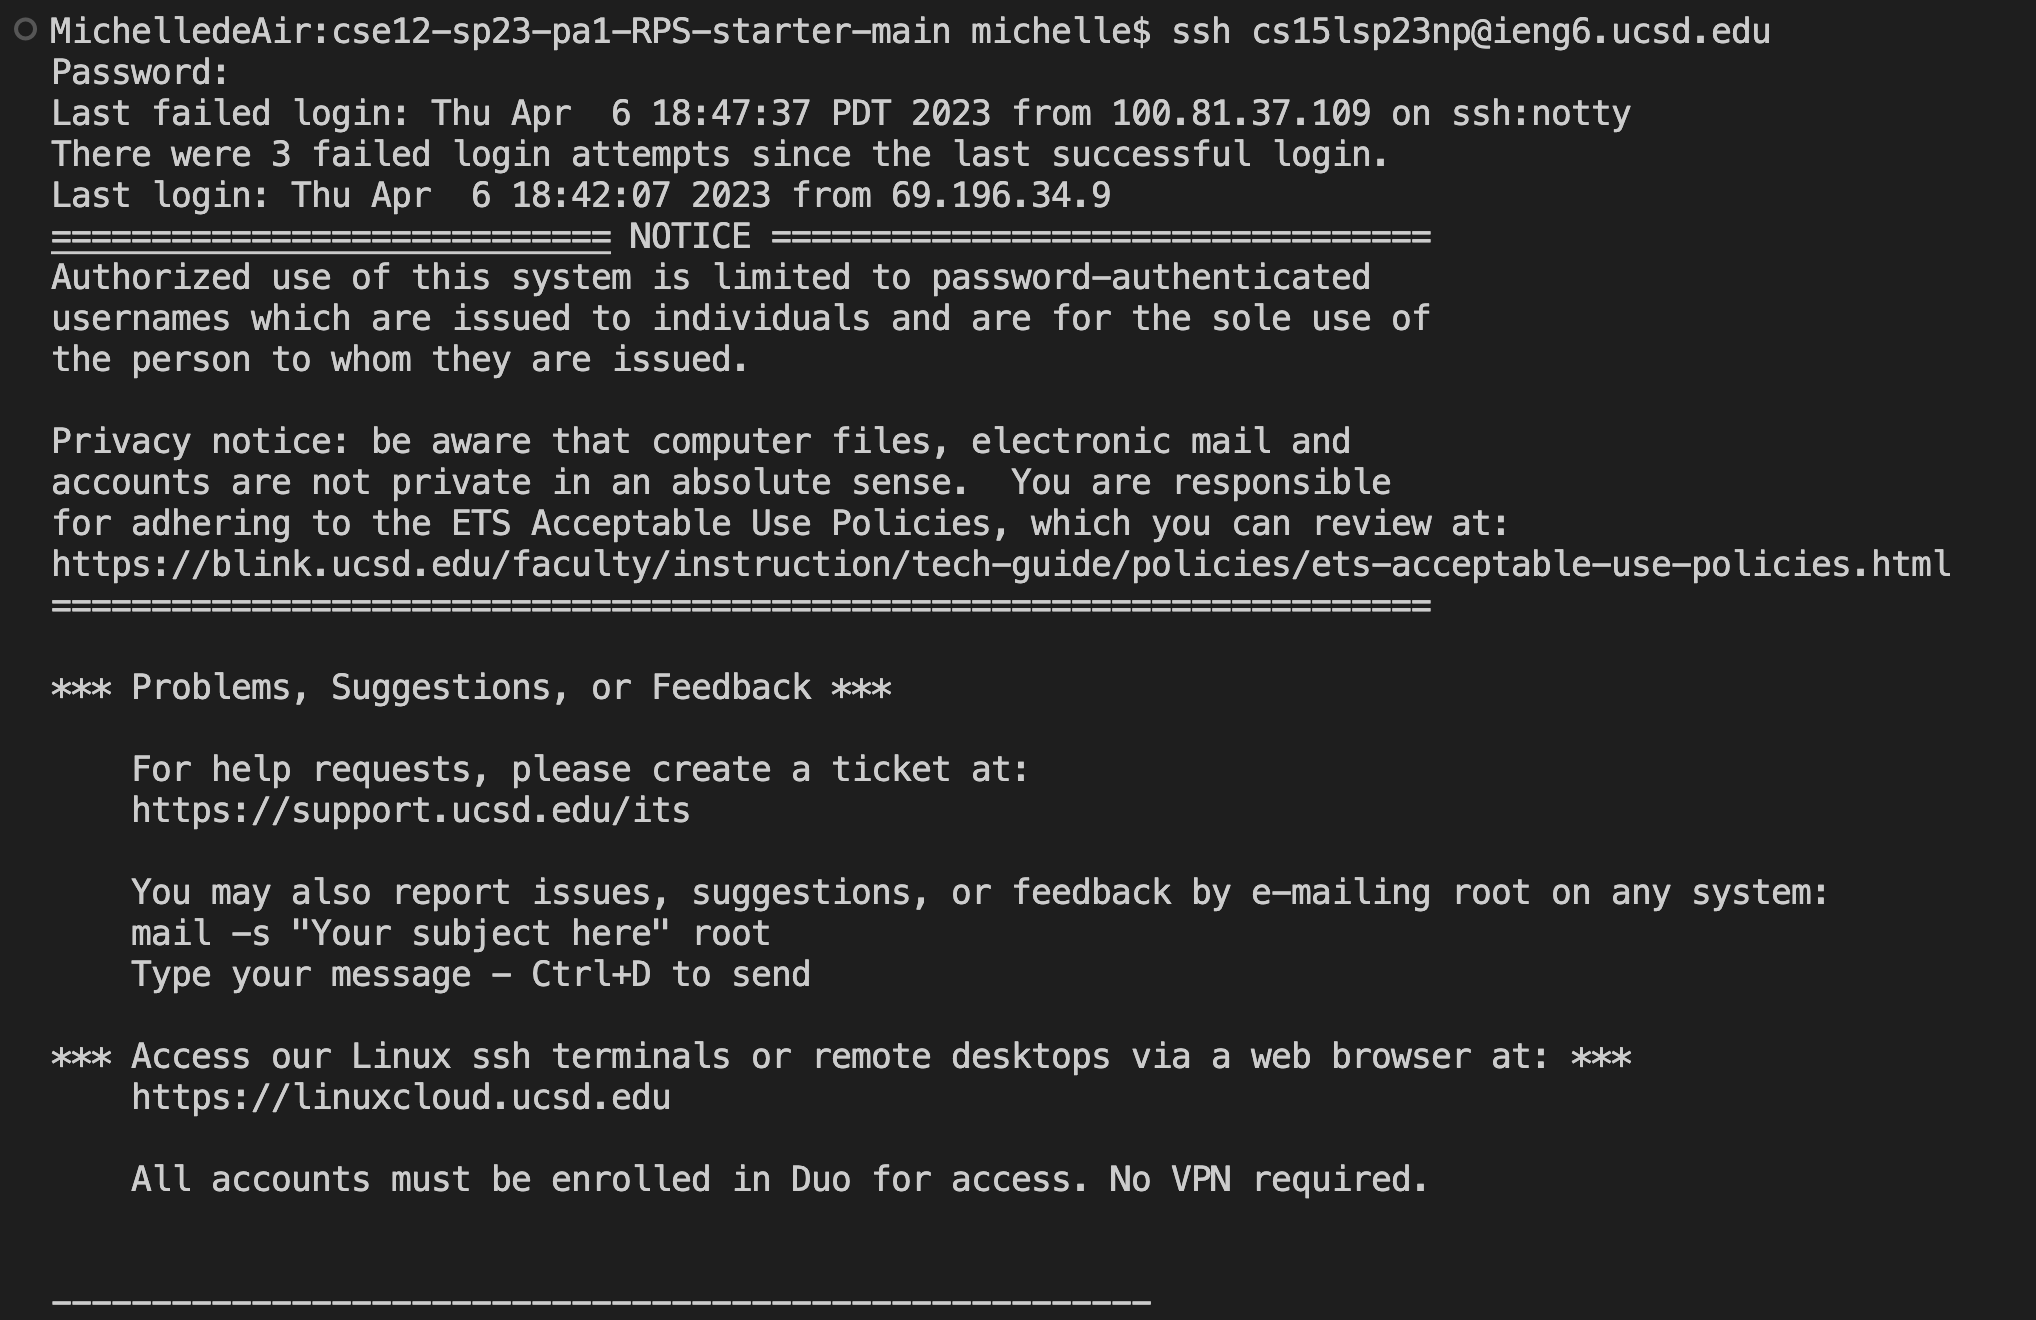 MichelledeAir:cse12-sp23-pa1-RPS-starter-main michelle$ ssh cs15lsp23np@ieng6.ucsd.edu
Password:
Last failed login: Thu Apr  6 18:47:37 PDT 2023 from 100.81.37.109 on ssh:notty
There were 3 failed login attempts since the last successful login.
Last login: Thu Apr  6 18:42:07 2023 from 69.196.34.9
============================ NOTICE =================================
Authorized use of this system is limited to password-authenticated
usernames which are issued to individuals and are for the sole use of
the person to whom they are issued.

Privacy notice: be aware that computer files, electronic mail and
accounts are not private in an absolute sense.  You are responsible
for adhering to the ETS Acceptable Use Policies, which you can review at:
https://blink.ucsd.edu/faculty/instruction/tech-guide/policies/ets-acceptable-use-policies.html
=====================================================================

*** Problems, Suggestions, or Feedback ***

    For help requests, please create a ticket at:
    https://support.ucsd.edu/its

    You may also report issues, suggestions, or feedback by e-mailing root on any system:
    mail -s "Your subject here" root
    Type your message - Ctrl+D to send

*** Access our Linux ssh terminals or remote desktops via a web browser at: ***
    https://linuxcloud.ucsd.edu

    All accounts must be enrolled in Duo for access. No VPN required.

-------------------------------------------------------